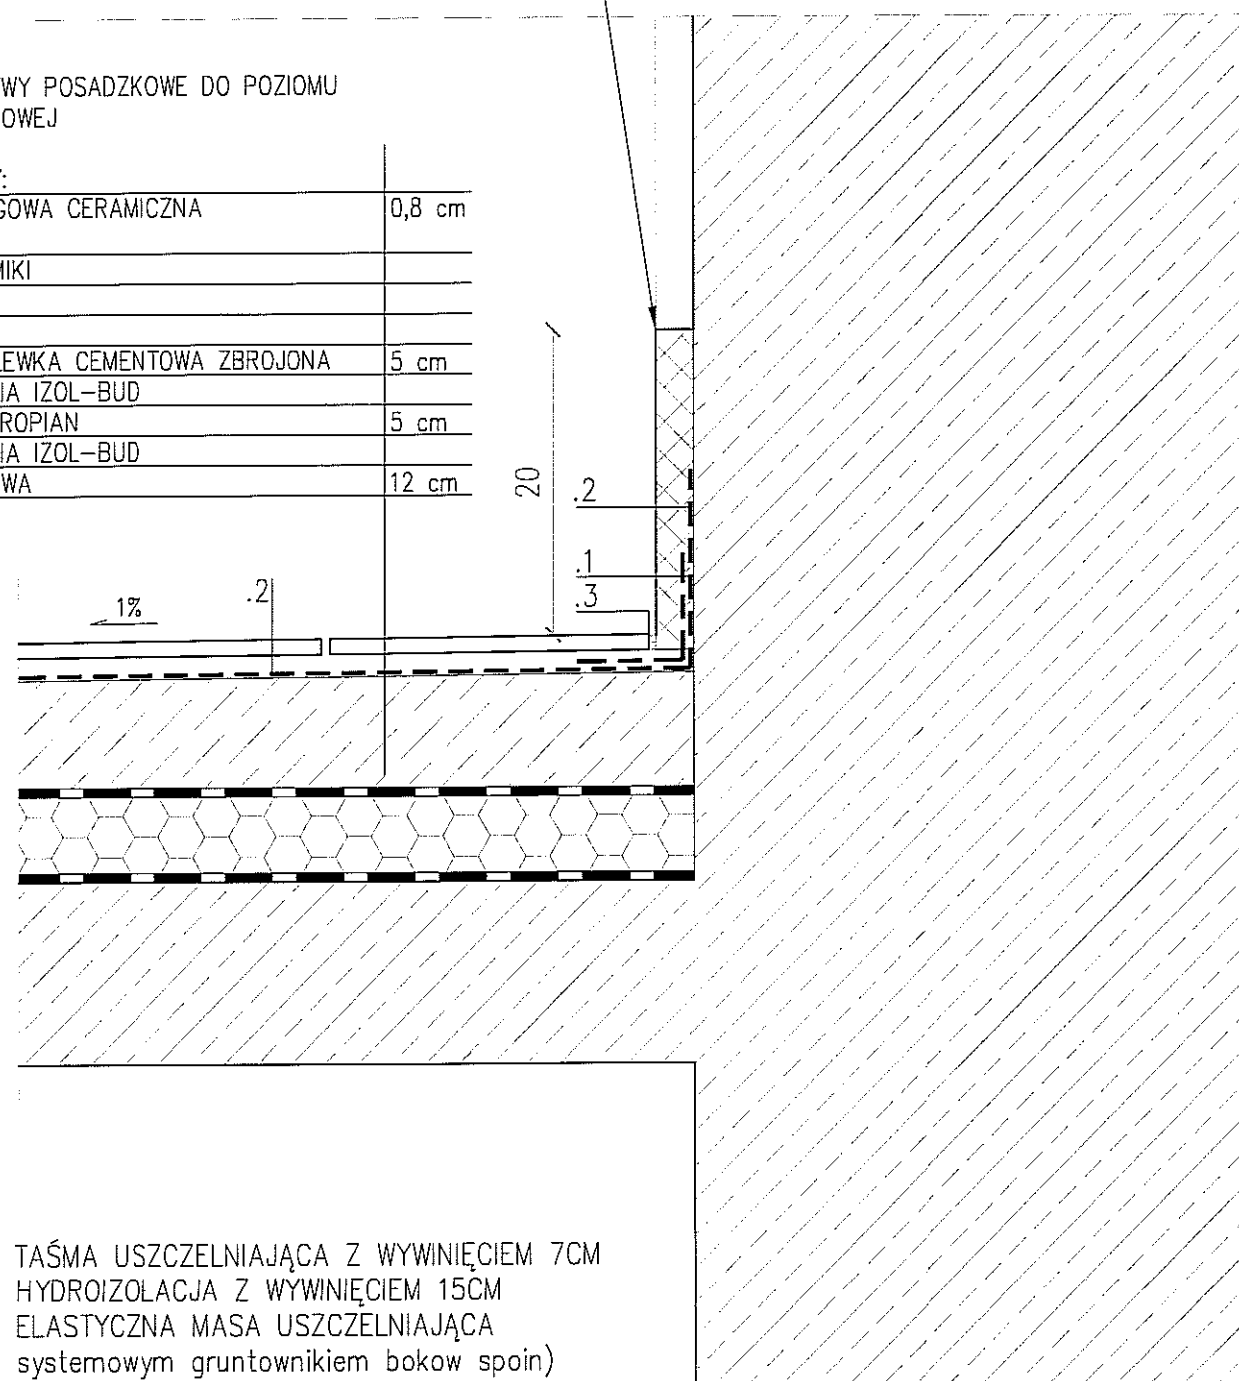 WY POSADZKOWE DO POZIOMU
OWEJ
GOWA CERAMICZNA 0,8 cm
MIKI
LEWKA CEMENTOWA ZBROJONA 5 cm
IA IZOL-BUD
ROPIAN 5 cm
IA IZOL-BUD
WA 12 cm
20
.2
.1
.3
1%
.2
TAŚMA USZCZELNIAJĄCA Z WYWINIĘCIEM 7CM
HYDROIZOLACJA Z WYWINIĘCIEM 15CM
ELASTYCZNA MASA USZCZELNIAJĄCA
systemowym gruntownikiem bokow spoin)